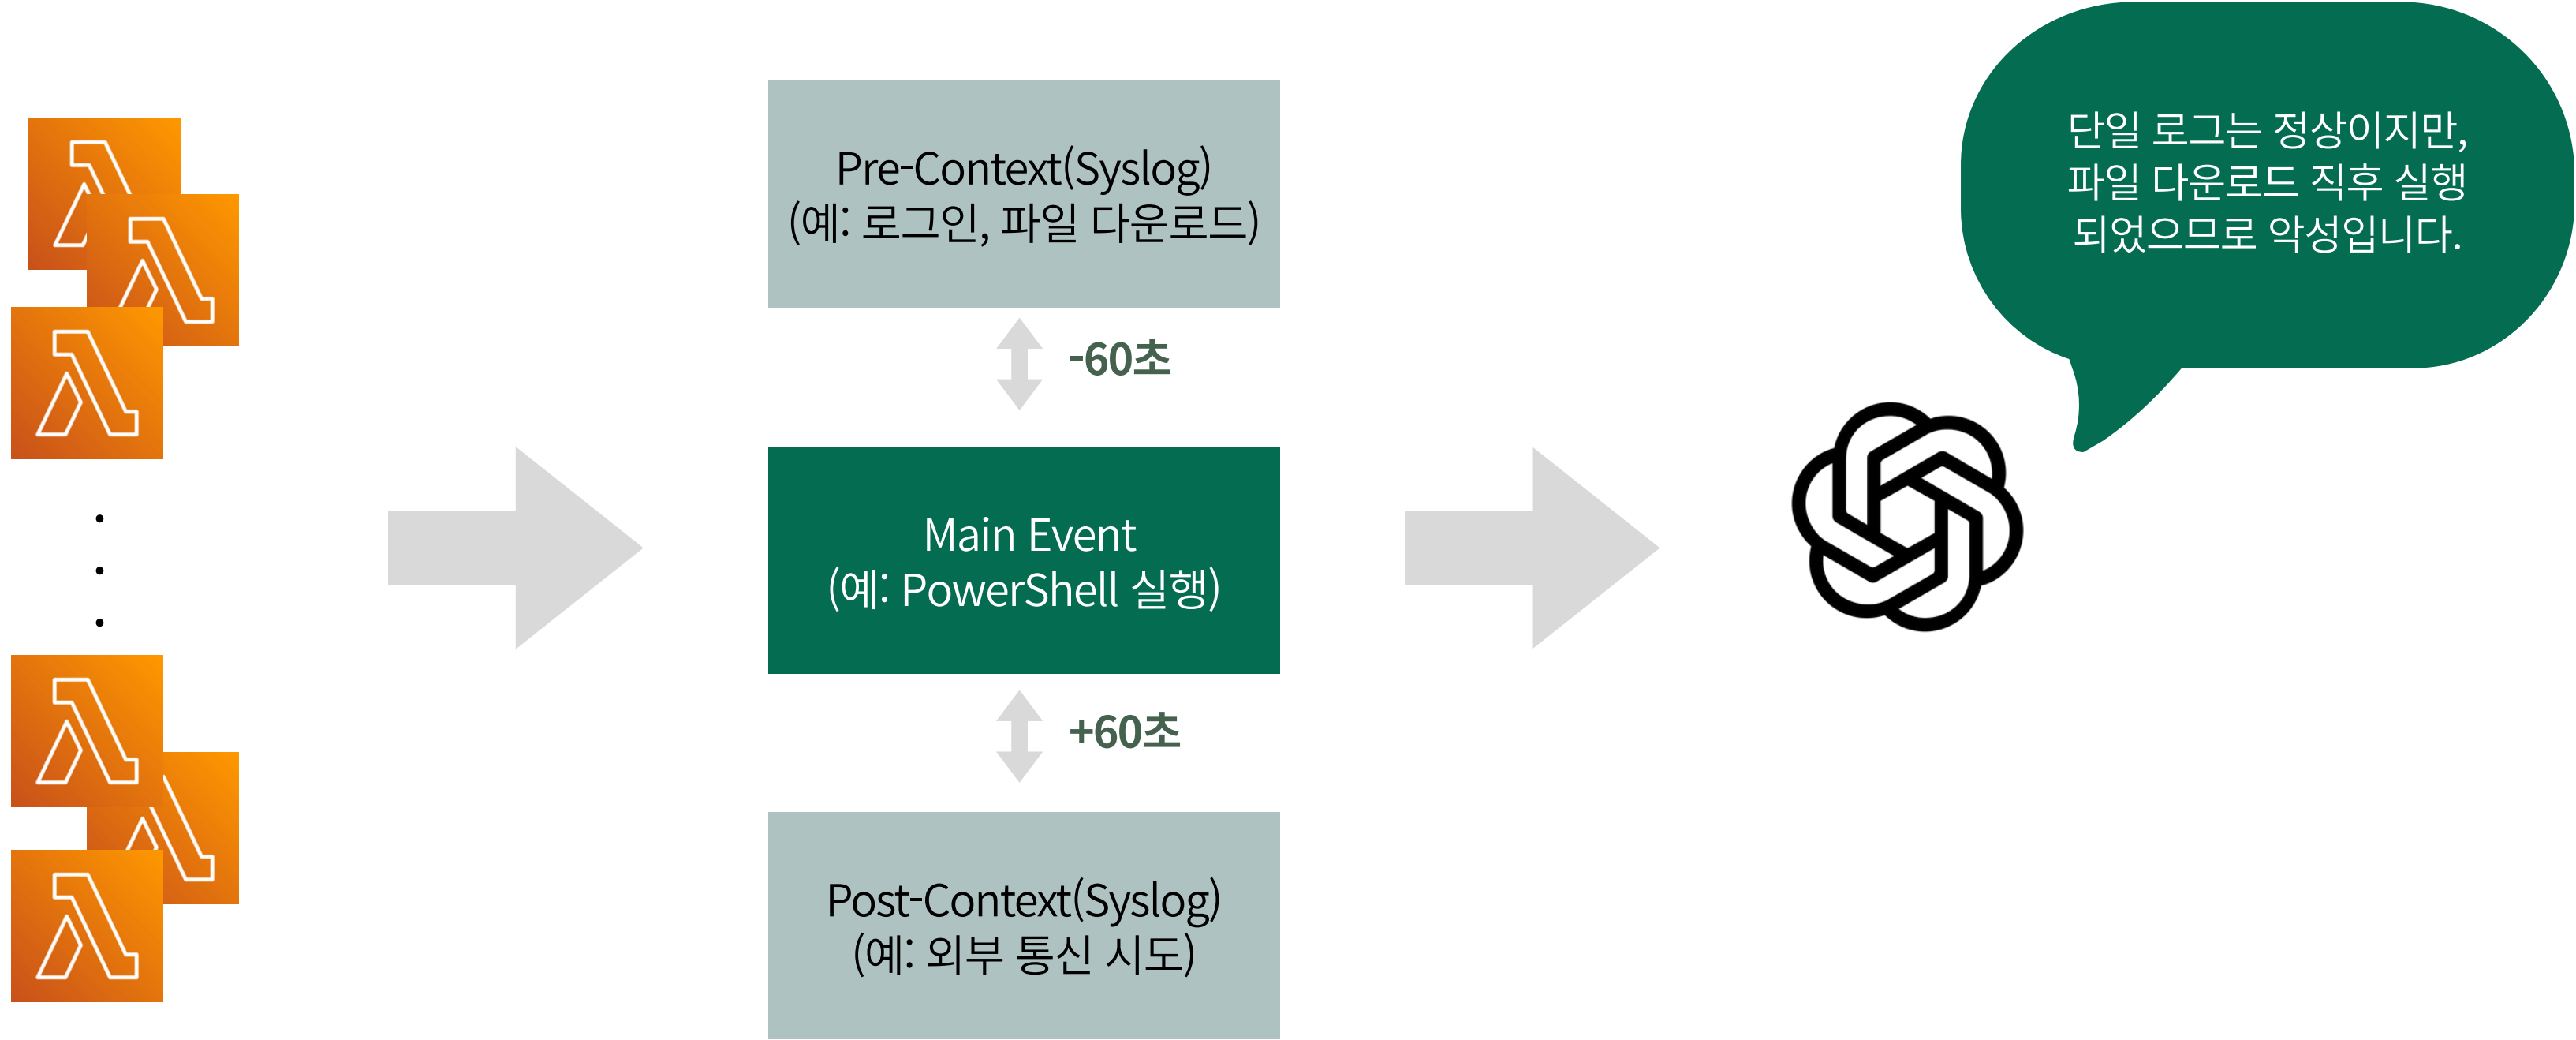 단일 로그는 정상이지만,
파일 다운로드 직후 실행
되었으므로 악성입니다.
Pre-Context(Syslog)
(예: 로그인, 파일 다운로드)
-60초
Main Event
(예: PowerShell 실행)
+60초
Post-Context(Syslog)
(예: 외부 통신 시도)